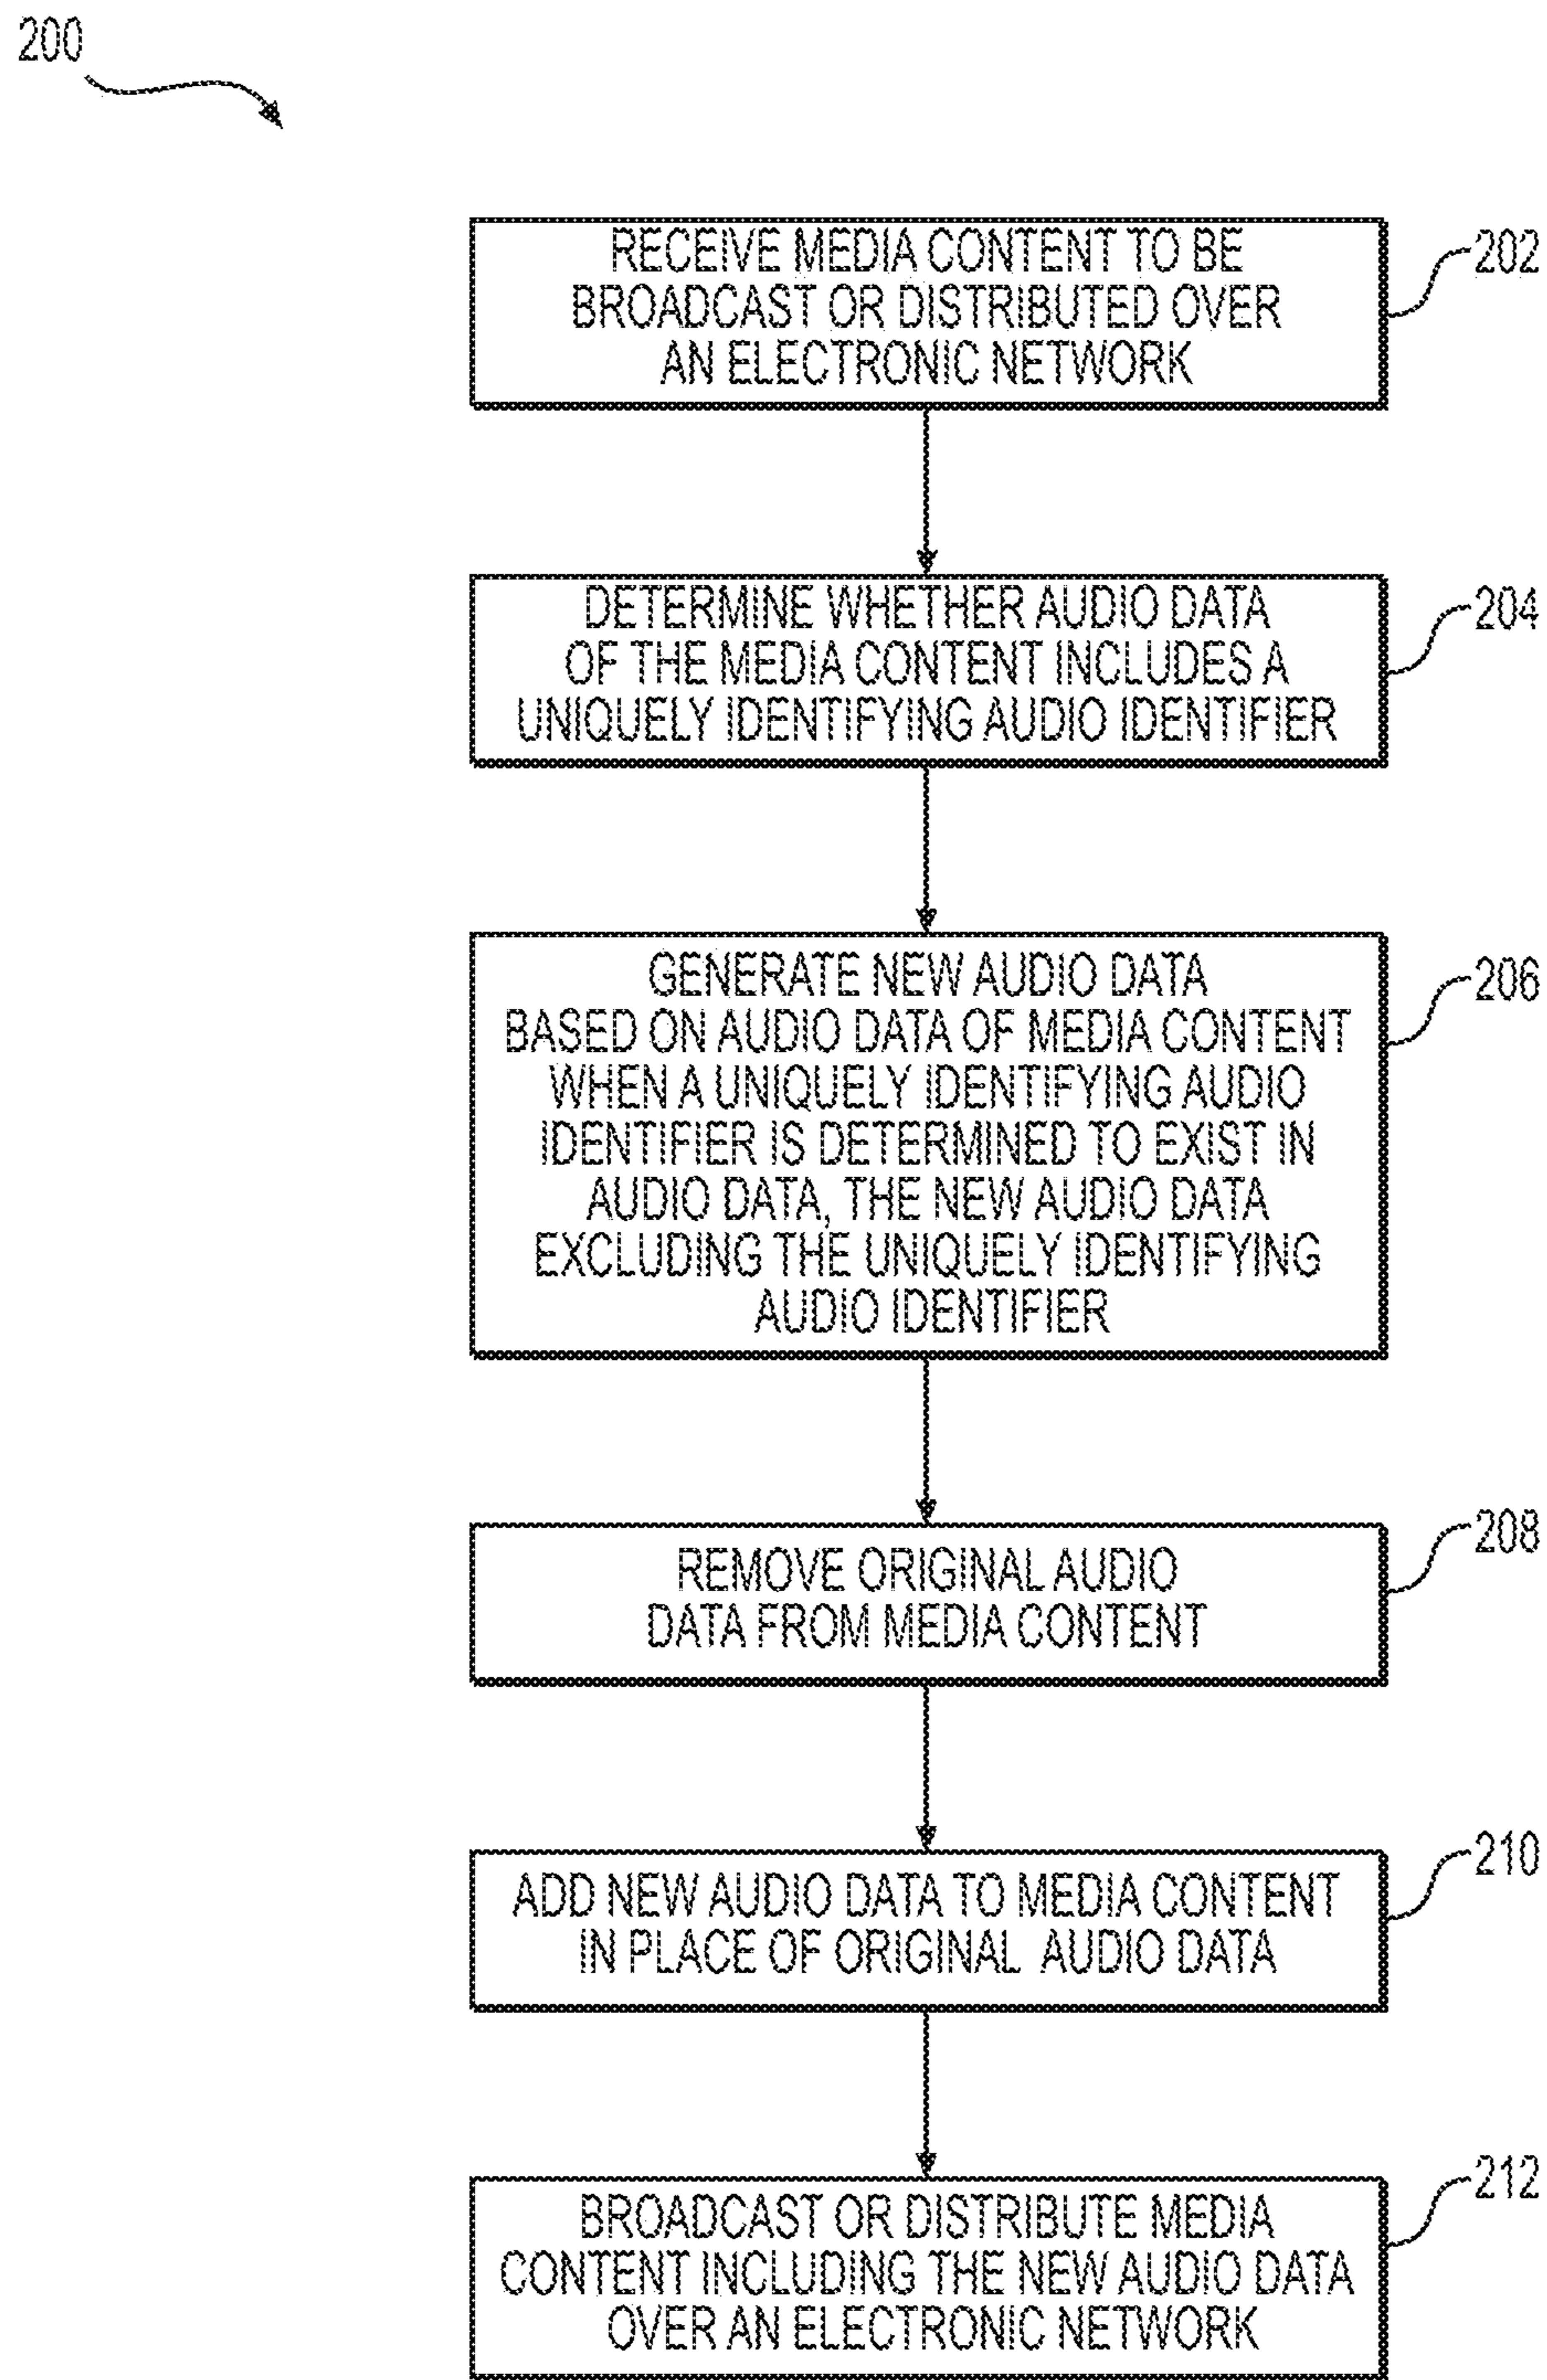 200
RECEIVE MEDIA CONTENT TO BE
BROADCAST OR DISTRIBUTED OVER
AN ELECTRONIC NETWORK
202
DETERMINE WHETHER AUDIO DATA
OF THE MEDIA CONTENT INCLUDES A
UNIQUELY IDENTIFYING AUDIO IDENTIFIER
204
GENERATE NEW AUDIO DATA
BASED ON AUDIO DATA OF MEDIA CONTENT
WHEN A UNIQUELY IDENTIFYING AUDIO
IDENTIFIER IS DETERMINED TO EXIST IN
AUDIO DATA, THE NEW AUDIO DATA
EXCLUDING THE UNIQUELY IDENTIFYING
AUDIO IDENTIFIER
206
REMOVE ORIGINAL AUDIO
DATA FROM MEDIA CONTENT
208
ADD NEW AUDIO DATA TO MEDIA CONTENT
IN PLACE OF ORIGINAL AUDIO DATA
210
BROADCAST OR DISTRIBUTE MEDIA
CONTENT INCLUDING THE NEW AUDIO DATA
OVER AN ELECTRONIC NETWORK
212